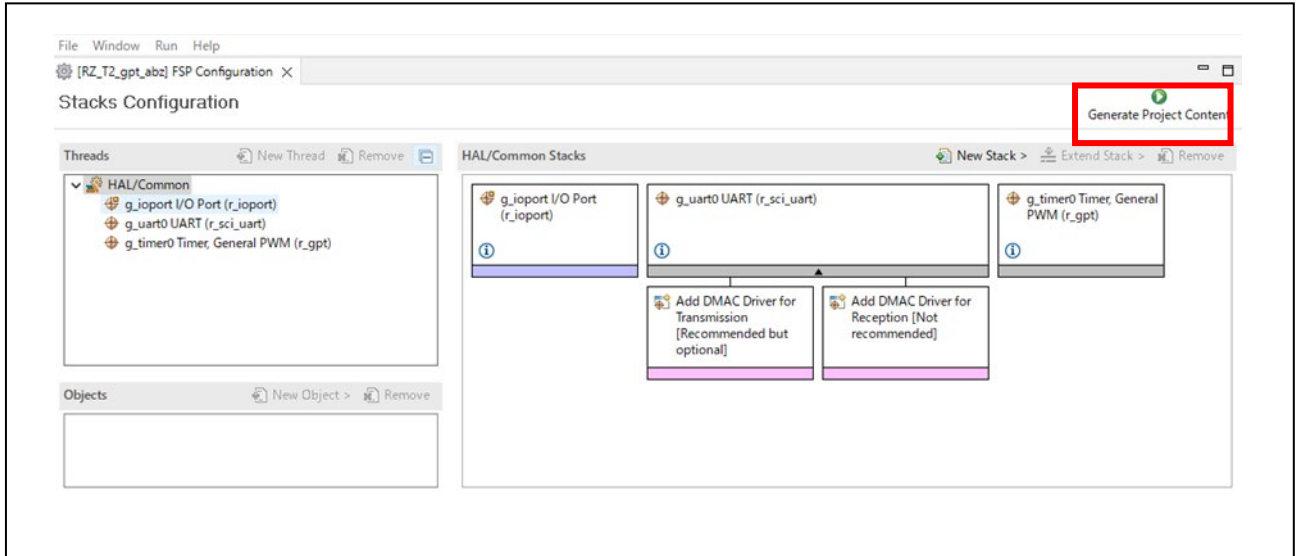 File Window Run Help
[RZ_T2_gpt_abz] FSP Configuration
Stacks Configuration
Generate Project Content
Threads
New Thread
Remove
HAL/Common
g_ioport I/O Port (r_ioport)
g_uart0 UART (r_sci_uart)
g_timer0 Timer, General PWM (r_gpt)
Objects
New Object >
Remove
HAL/Common Stacks
New Stack >
Extend Stack >
Remove
g_ioport I/O Port
(r_ioport)
g_uart0 UART (r_sci_uart)
g_timer0 Timer, General
PWM (r_gpt)
Add DMAC Driver for
Transmission
[Recommended but
optional]
Add DMAC Driver for
Reception [Not
recommended]